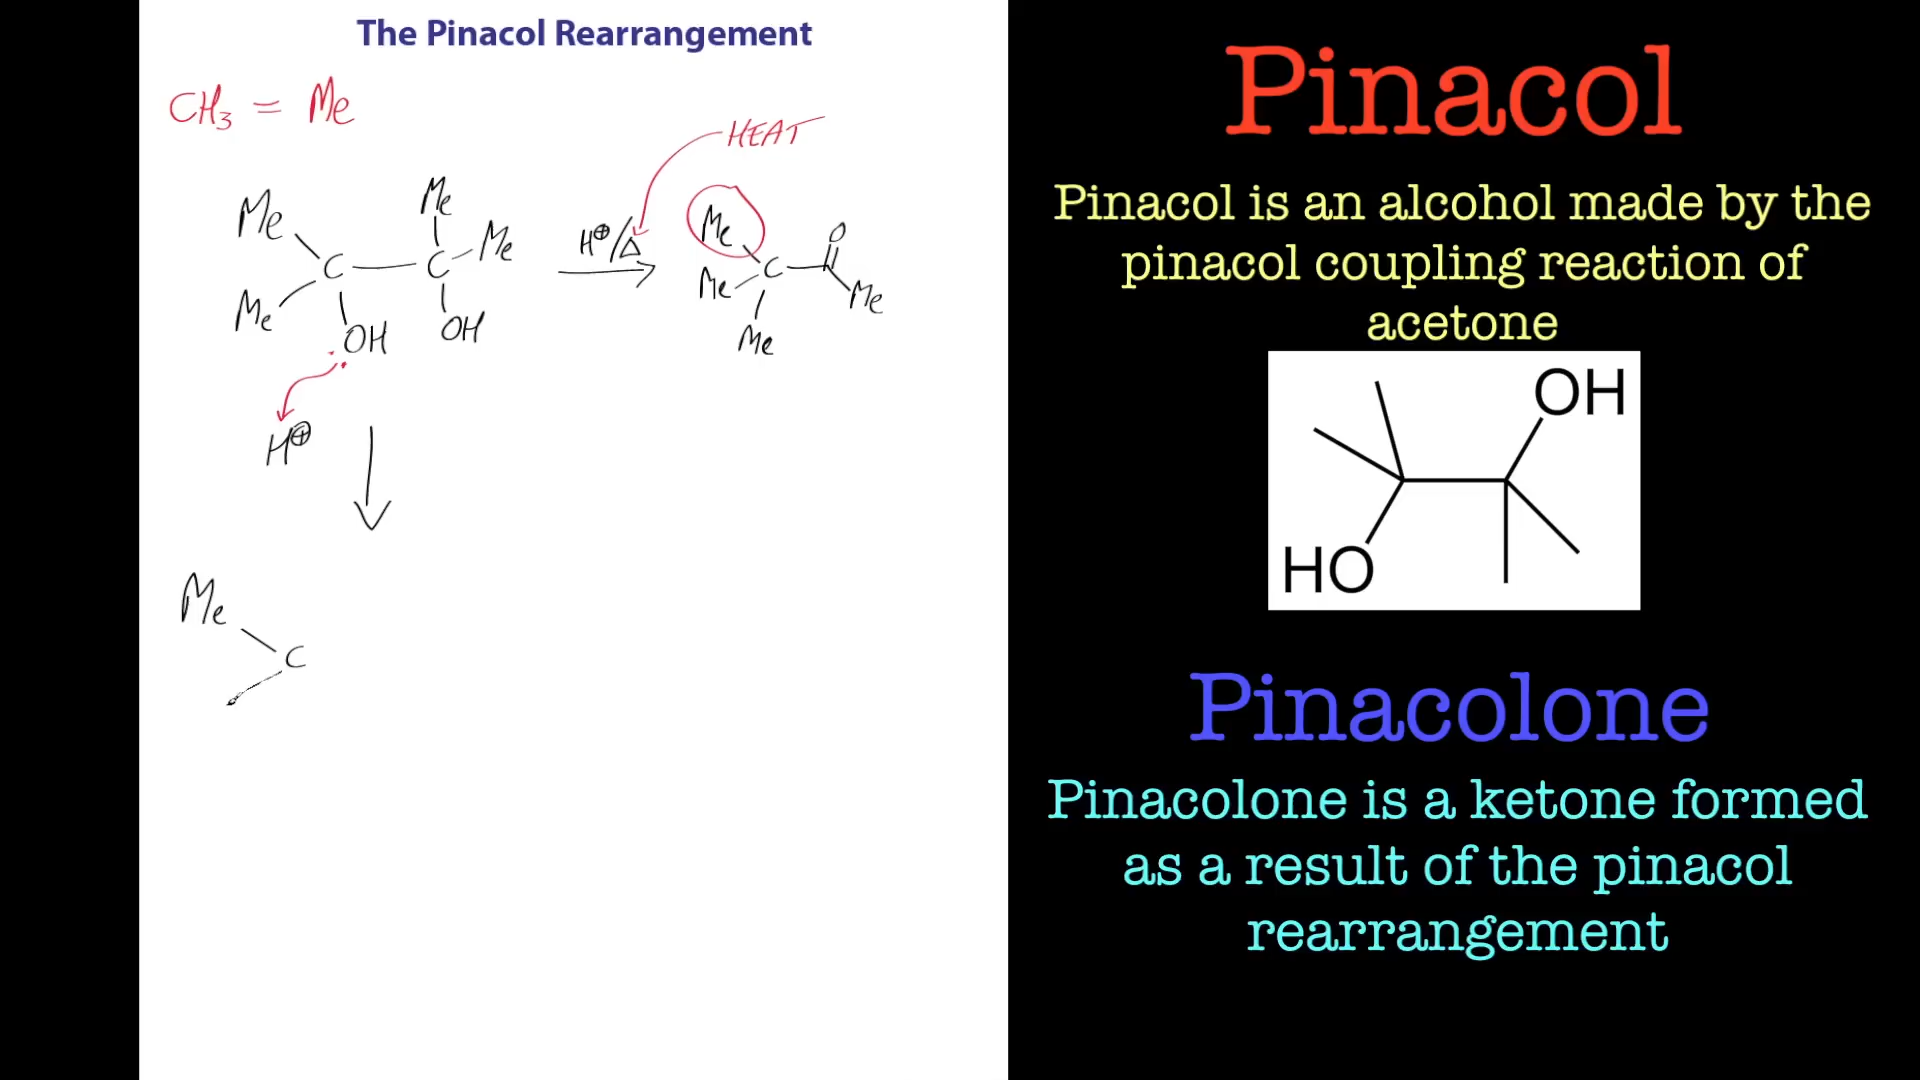 The Pinacol Rearrangement
CH₃ = Me
HEAT
Me
Me
Me
C
C
Me
OH
OH
H⊕/△
Me
Me
C
Me
O
Me
H⊕
Me
C
Pinacol
Pinacol is an alcohol made by the
pinacol coupling reaction of
acetone
OH
HO
Pinacolone
Pinacolone is a ketone formed
as a result of the pinacol
rearrangement